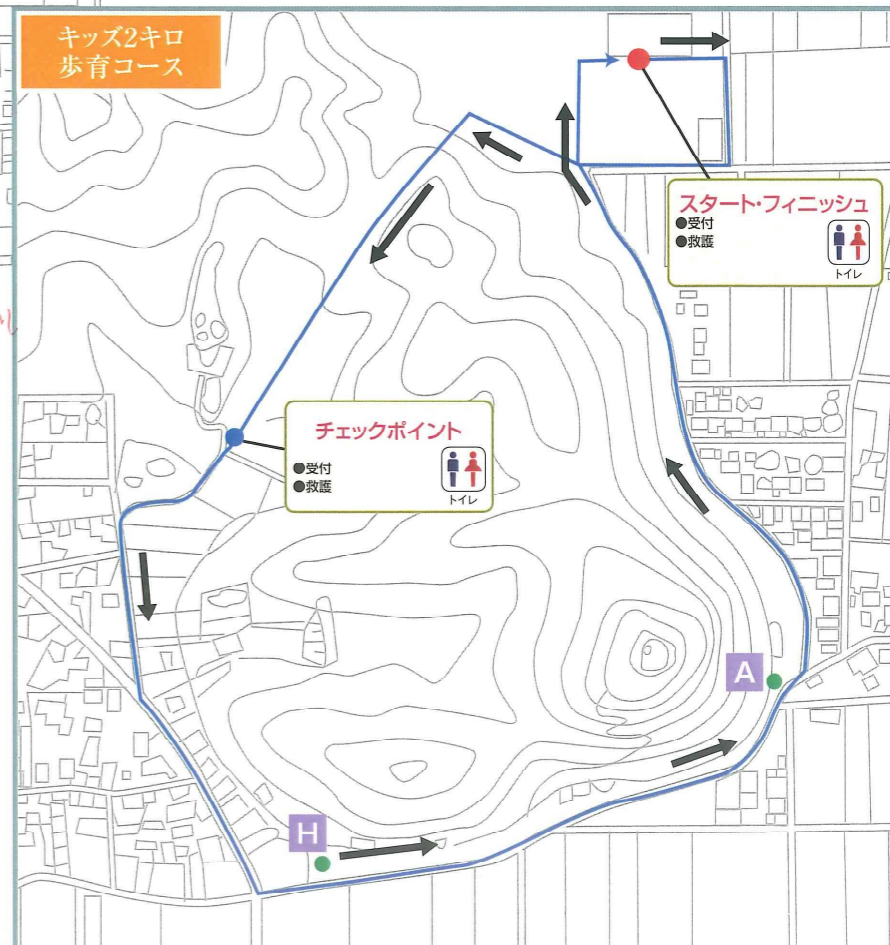 キッズ2キロ
歩育コース
スタート・フィニッシュ
●受付
●救護
トイレ
チェックポイント
●受付
●救護
トイレ
A
H